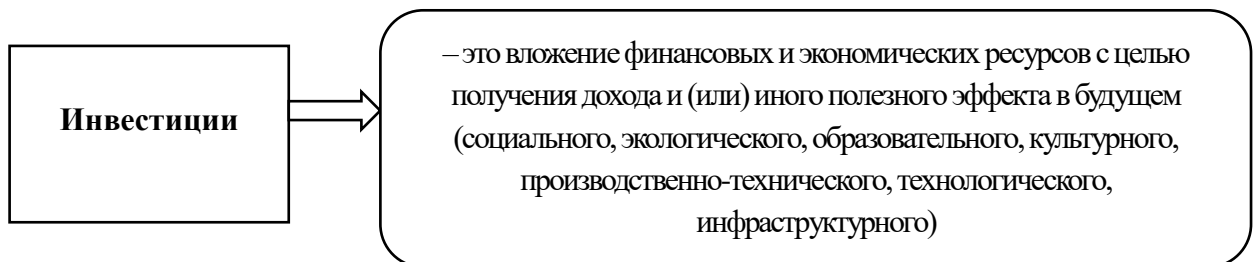 Инвестиции
– это вложение финансовых и экономических ресурсов с целью
получения дохода и (или) иного полезного эффекта в будущем
(социального, экологического, образовательного, культурного,
производственно-технического, технологического,
инфраструктурного)